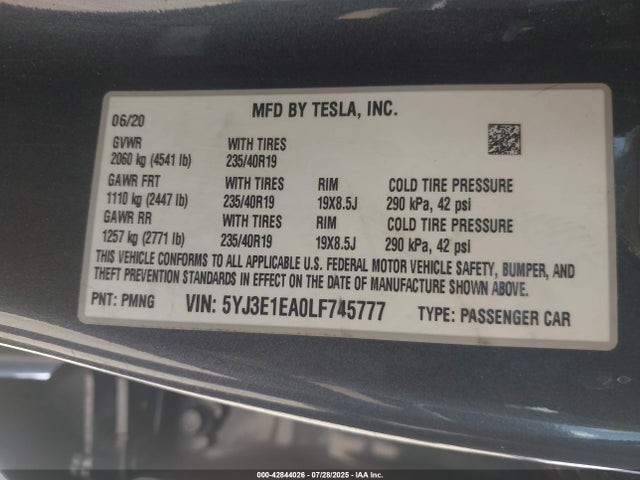 MFD BY TESLA, INC.
06/20
GVWR WITH TIRES
2060 kg (4541 lb) 235/40R19
GAWR FRT WITH TIRES RIM COLD TIRE PRESSURE
1110 kg (2447 lb) 235/40R19 19X8.5J 290 kPa, 42 psi
GAWR RR WITH TIRES RIM COLD TIRE PRESSURE
1257 kg (2771 lb) 235/40R19 19X8.5J 290 kPa, 42 psi
THIS VEHICLE CONFORMS TO ALL APPLICABLE U.S. FEDERAL MOTOR VEHICLE SAFETY, BUMPER, AND
THEFT PREVENTION STANDARDS IN EFFECT ON THE DATE OF MANUFACTURE SHOWN ABOVE.
PNT: PMNG VIN: 5YJ3E1EA0LF745777 TYPE: PASSENGER CAR
000-42844026 | 07/28/2025 | IAA Inc.